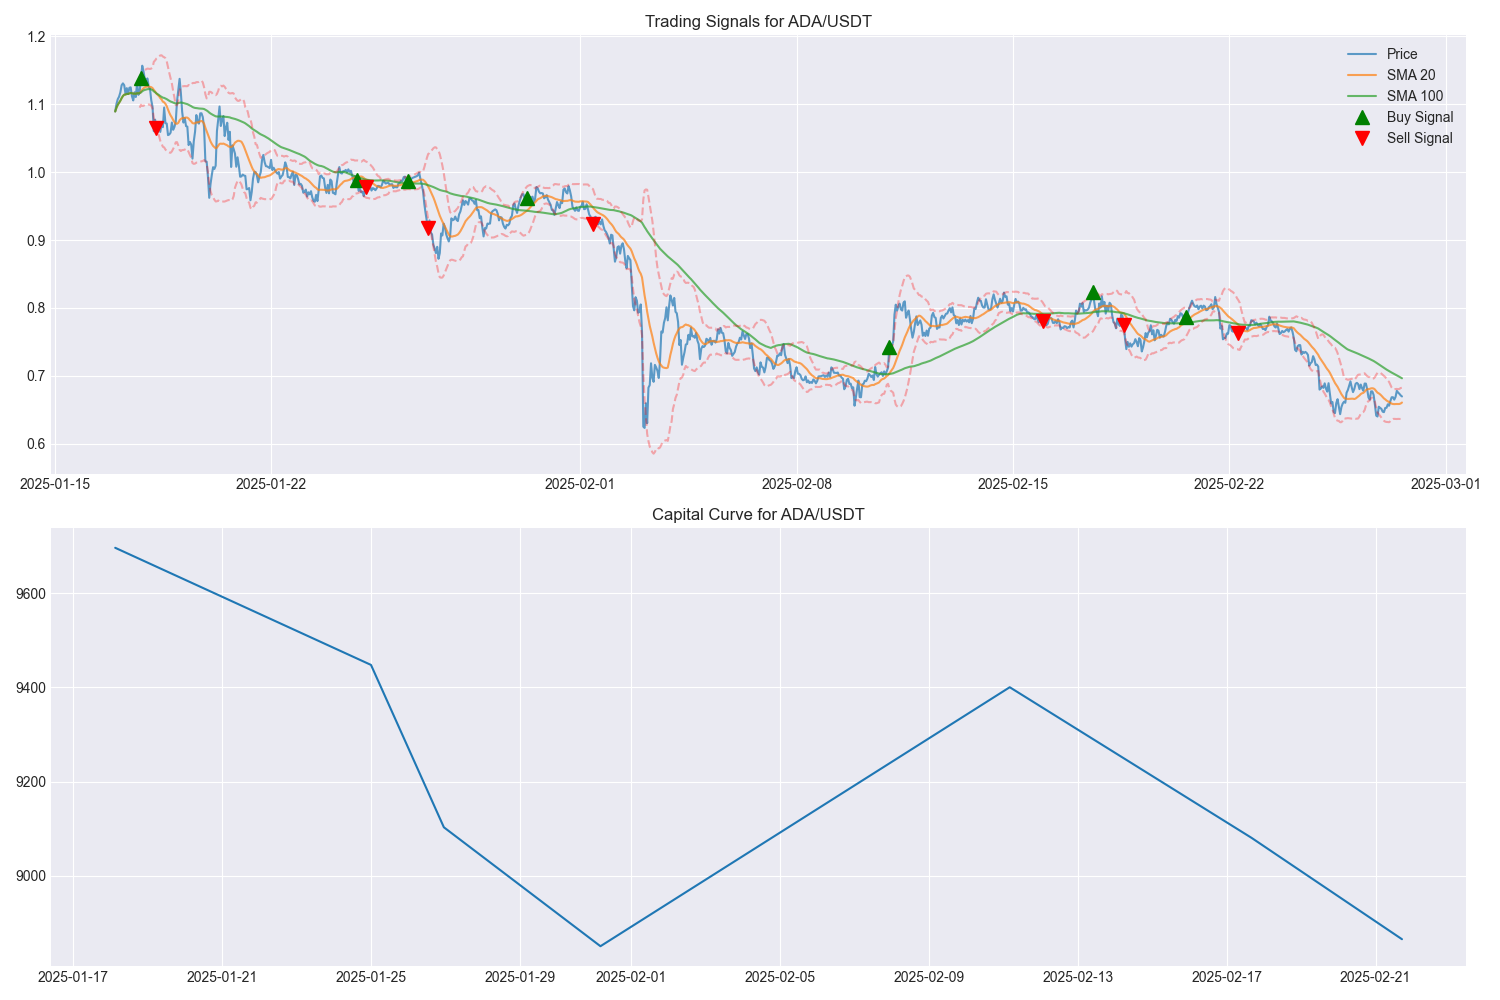 Trading Signals for ADA/USDT
1.2
1.1
1.0
0.9
0.8
0.7
0.6
Price
SMA 20
SMA 100
Buy Signal
Sell Signal
2025-01-15 2025-01-22 2025-02-01 2025-02-08 2025-02-15 2025-02-22 2025-03-01
Capital Curve for ADA/USDT
9600
9400
9200
9000
2025-01-17 2025-01-21 2025-01-25 2025-01-29 2025-02-01 2025-02-05 2025-02-09 2025-02-13 2025-02-17 2025-02-21